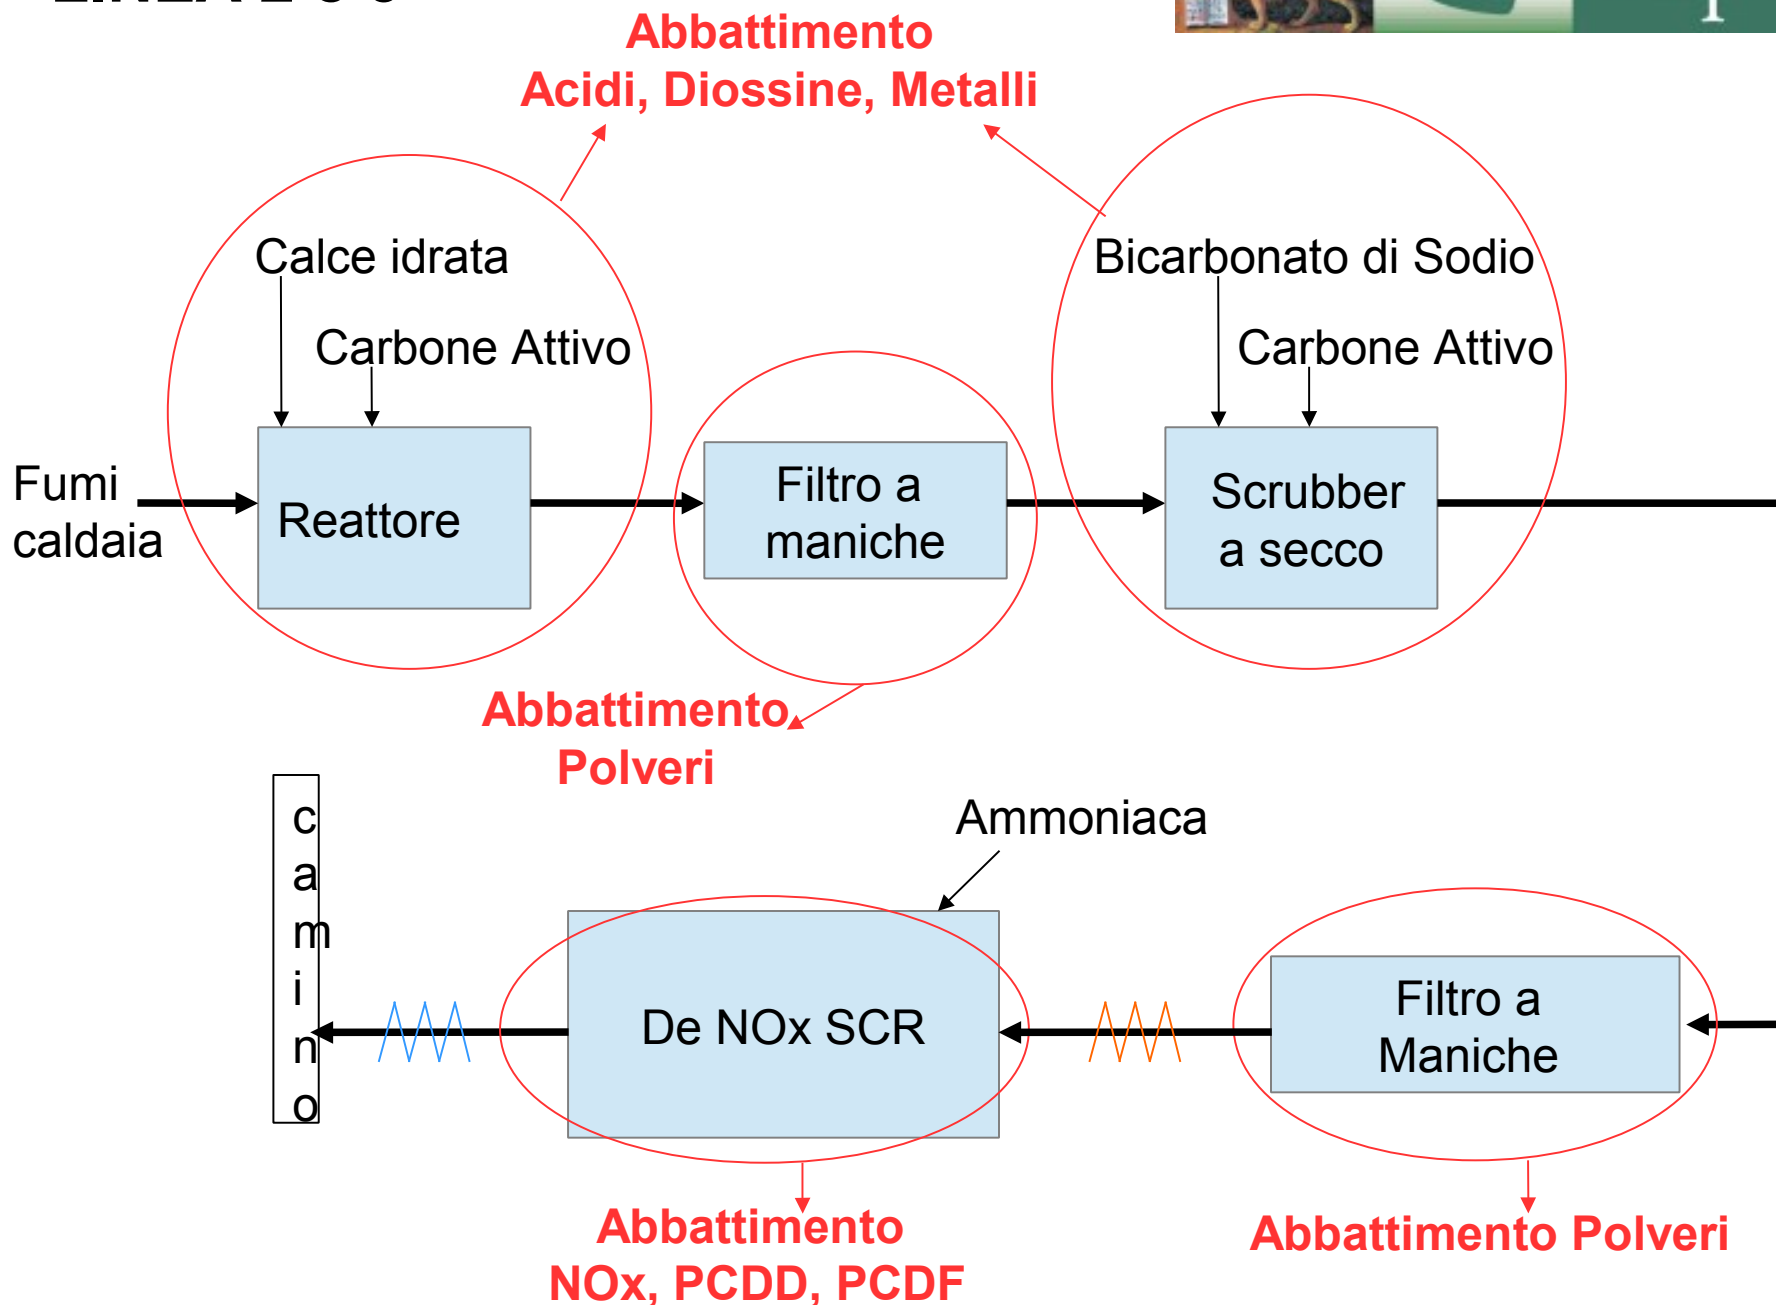 Abbattimento
Acidi, Diossine, Metalli
Calce idrata
Bicarbonato di Sodio
Carbone Attivo
Carbone Attivo
Fumi
caldaia
Reattore
Filtro a
maniche
Scrubber
a secco
Abbattimento
Polveri
camino
Ammoniaca
De NOx SCR
Filtro a
Maniche
Abbattimento
NOx, PCDD, PCDF
Abbattimento Polveri